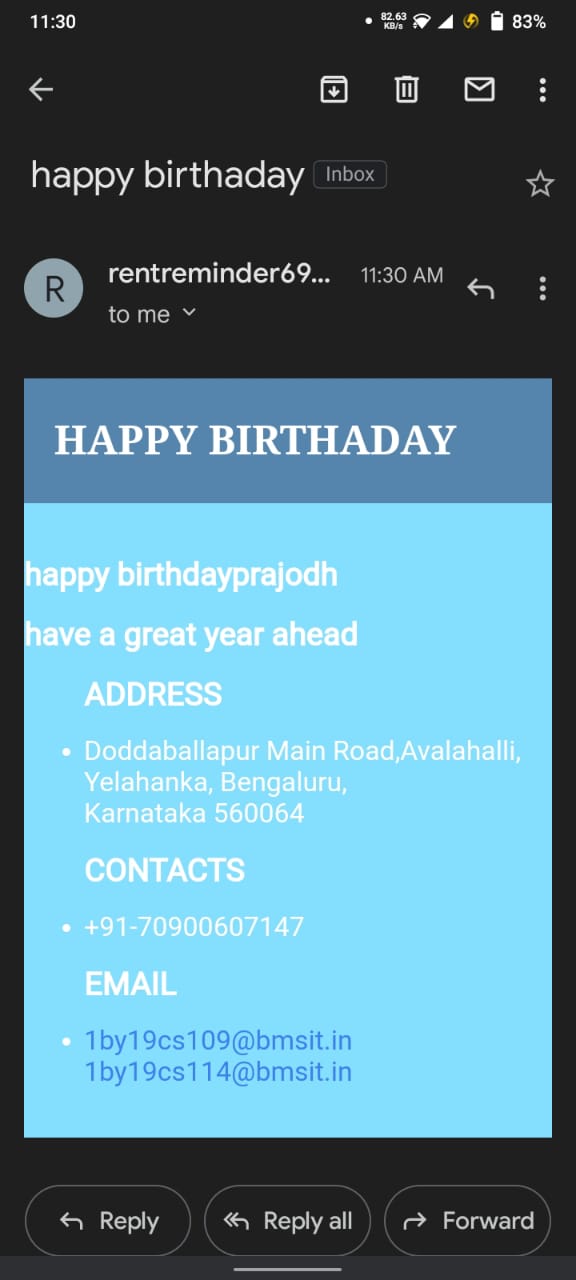 11:30
82.63
KB/s
83%
happy birthaday Inbox
R
rentreminder69... 11:30 AM
to me
HAPPY BIRTHADAY
happy birthdayprajodh
have a great year ahead
ADDRESS
• Doddaballapur Main Road,Avalahalli,
Yelahanka, Bengaluru,
Karnataka 560064
CONTACTS
• +91-70900607147
EMAIL
• 1by19cs109@bmsit.in
1by19cs114@bmsit.in
Reply Reply all Forward